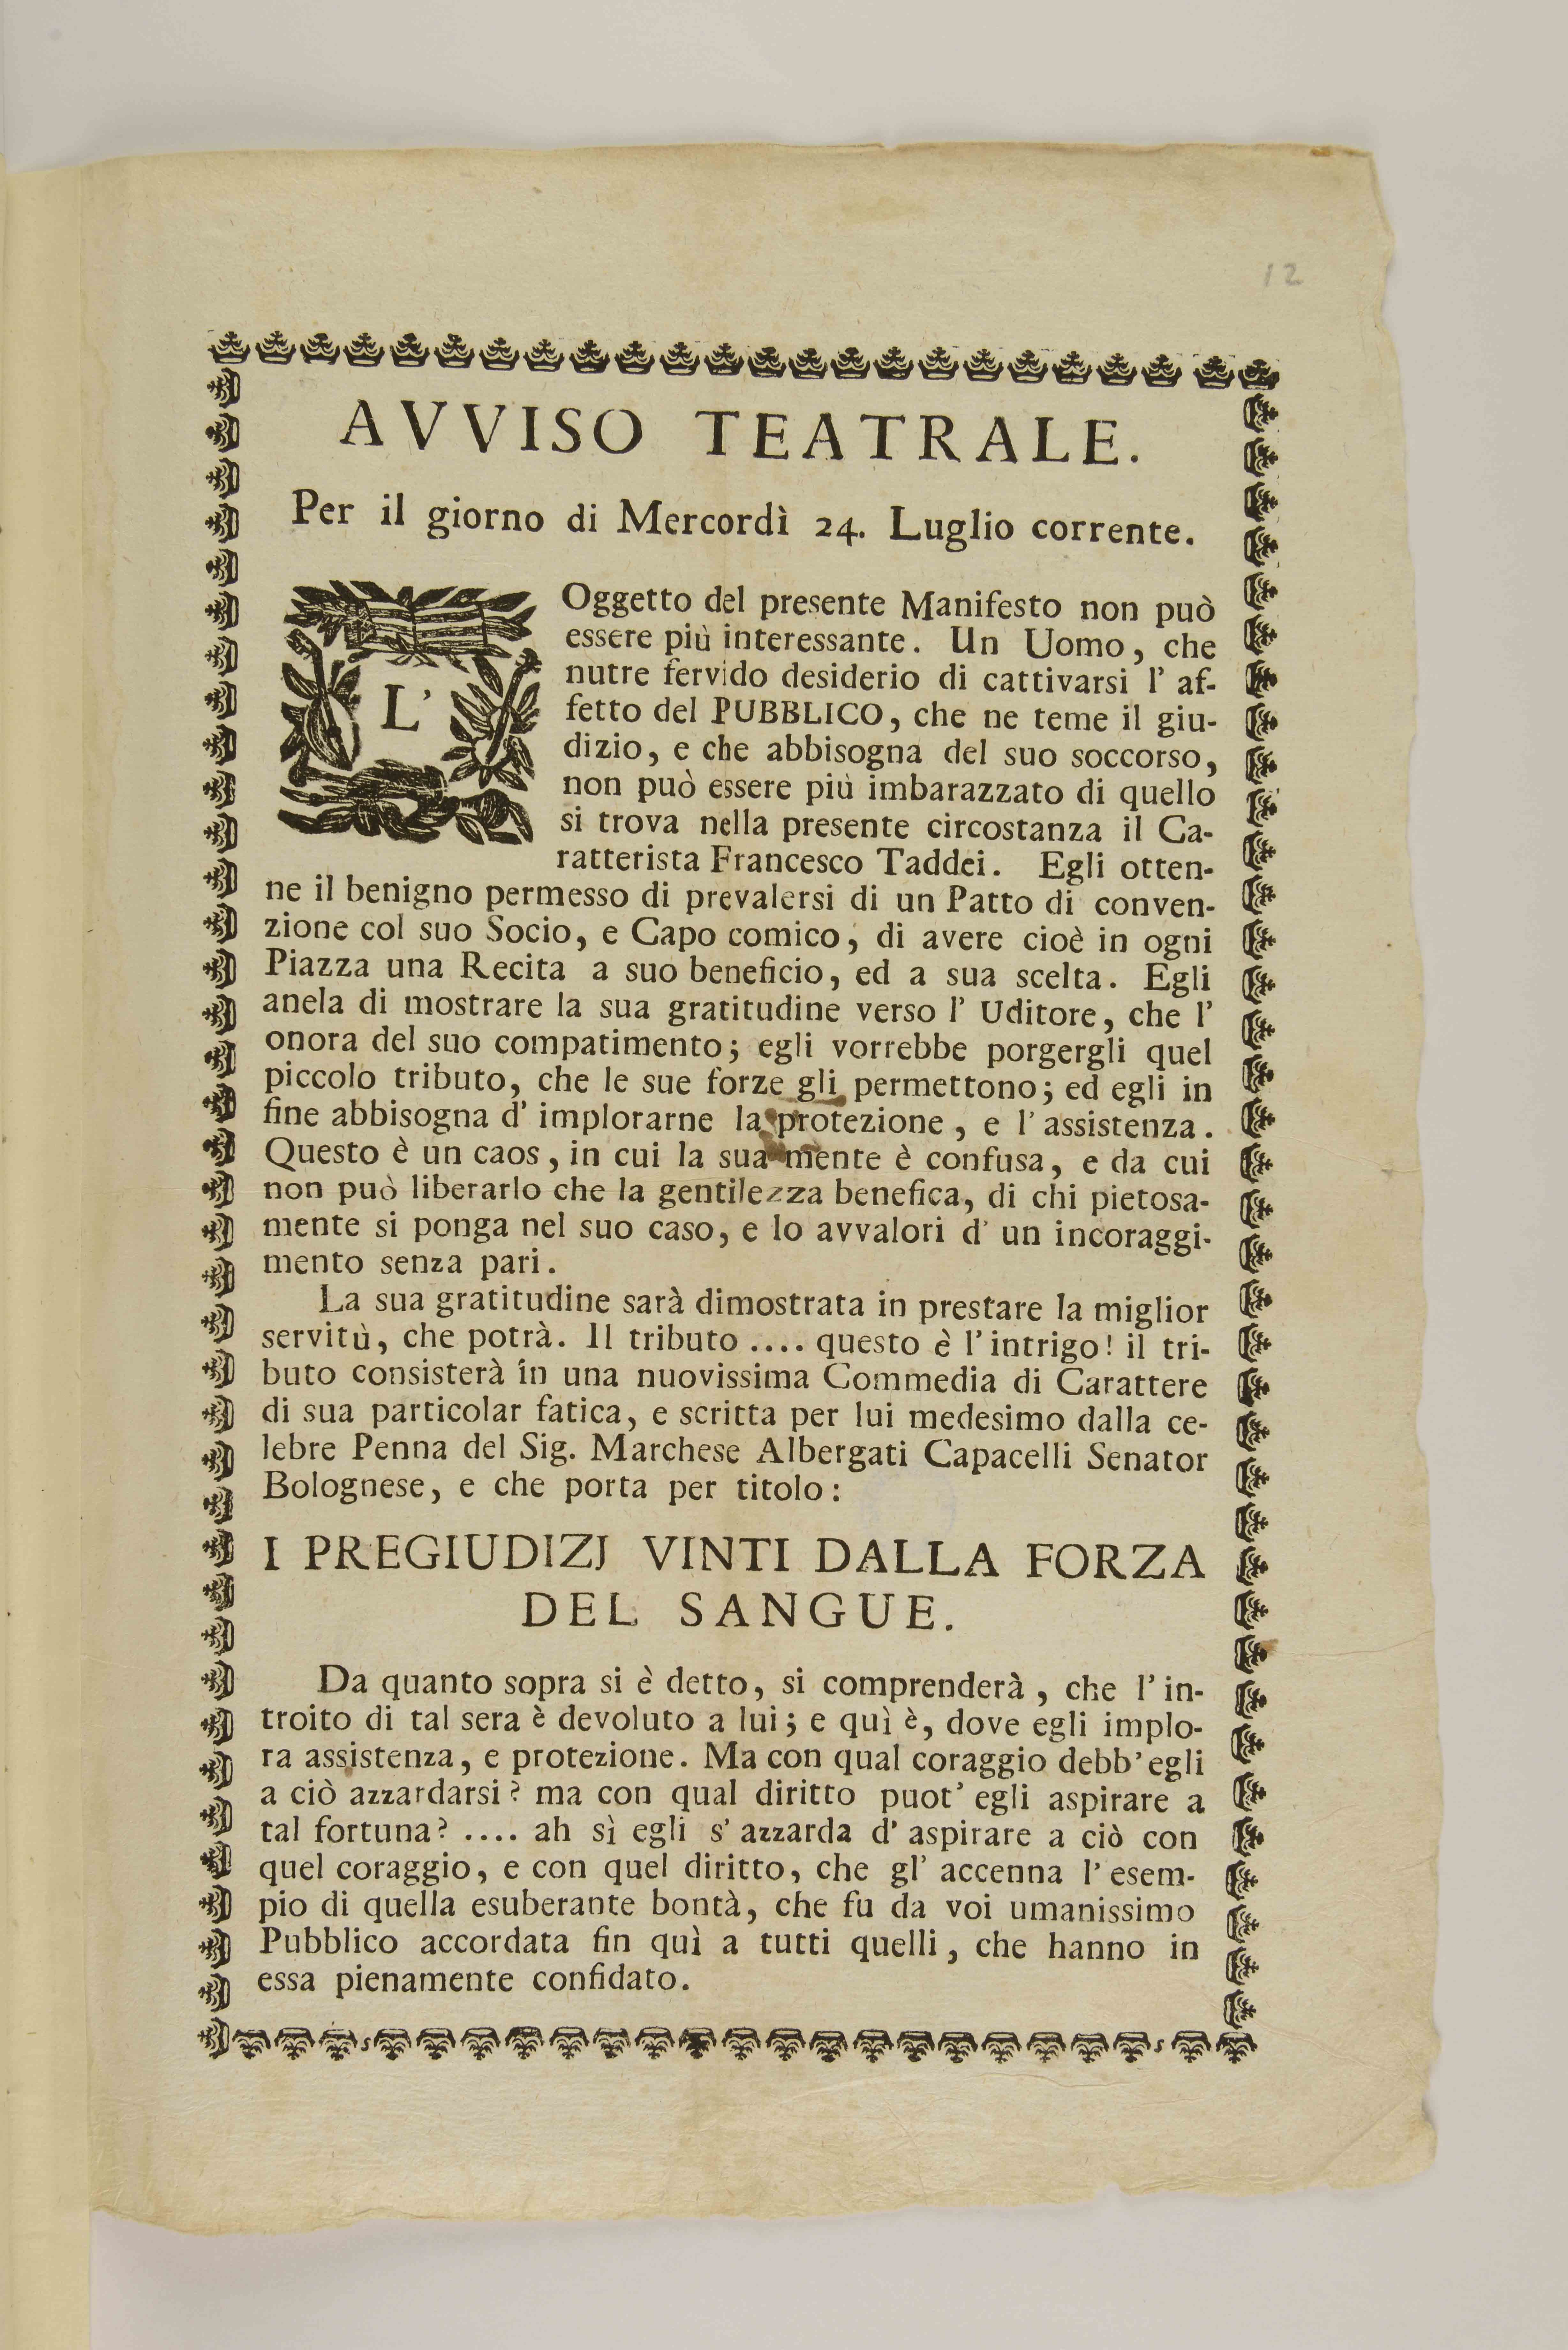 12
AVVISO TEATRALE.
Per il giorno di Mercordì 24. Luglio corrente.
L' Oggetto del presente Manifesto non può
essere più interessante. Un Uomo, che
nutre fervido desiderio di cattivarsi l' af-
fetto del PUBBLICO, che ne teme il giu-
dizio, e che abbisogna del suo soccorso,
non può essere più imbarazzato di quello
si trova nella presente circostanza il Ca-
ratterista Francesco Taddei. Egli otten-
ne il benigno permesso di prevalersi di un Patto di conven-
zione col suo Socio, e Capo comico, di avere cioè in ogni
Piazza una Recita a suo beneficio, ed a sua scelta. Egli
anela di mostrare la sua gratitudine verso l' Uditore, che l'
onora del suo compatimento; egli vorrebbe porgergli quel
piccolo tributo, che le sue forze gli permettono; ed egli in
fine abbisogna d' implorarne la protezione, e l' assistenza.
Questo è un caos, in cui la sua mente è confusa, e da cui
non può liberarlo che la gentilezza benefica, di chi pietosa-
mente si ponga nel suo caso, e lo avvalori d' un incoraggi-
mento senza pari.
La sua gratitudine sarà dimostrata in prestare la miglior
servitù, che potrà. Il tributo .... questo è l' intrigo! il tri-
buto consisterà in una nuovissima Commedia di Carattere
di sua particolar fatica, e scritta per lui medesimo dalla ce-
lebre Penna del Sig. Marchese Albergati Capacelli Senator
Bolognese, e che porta per titolo:
I PREGIUDIZJ VINTI DALLA FORZA
DEL SANGUE.
Da quanto sopra si è detto, si comprenderà, che l' in-
troito di tal sera è devoluto a lui; e quì è, dove egli implo-
ra assistenza, e protezione. Ma con qual coraggio debb' egli
a ciò azzardarsi? ma con qual diritto puot' egli aspirare a
tal fortuna? .... ah sì egli s' azzarda d' aspirare a ciò con
quel coraggio, e con quel diritto, che gl' accenna l' esem-
pio di quella esuberante bontà, che fu da voi umanissimo
Pubblico accordata fin quì a tutti quelli, che hanno in
essa pienamente confidato.